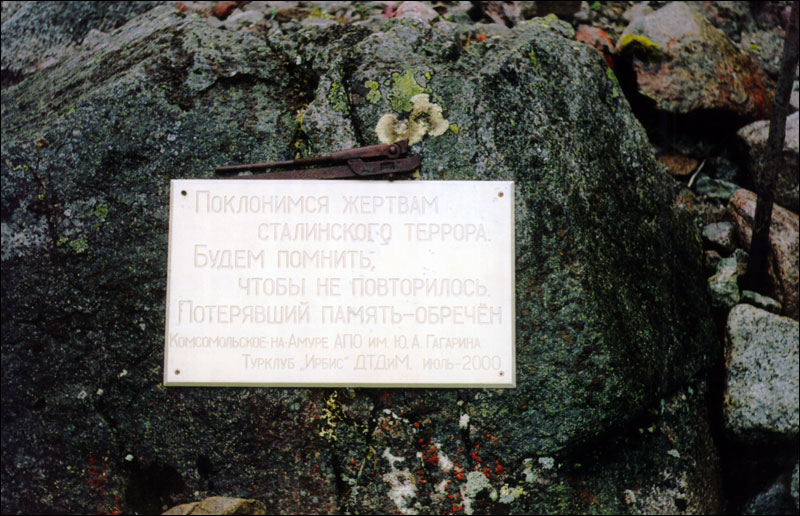 Поклонимся жертвам
сталинского террора.
Будем помнить,
чтобы не повторилось.
Потерявший память-обречён
Комсомольское-на-Амуре АПО им. Ю.А. Гагарина
Турклуб „Ирбис" ДТДиМ. июль-2000